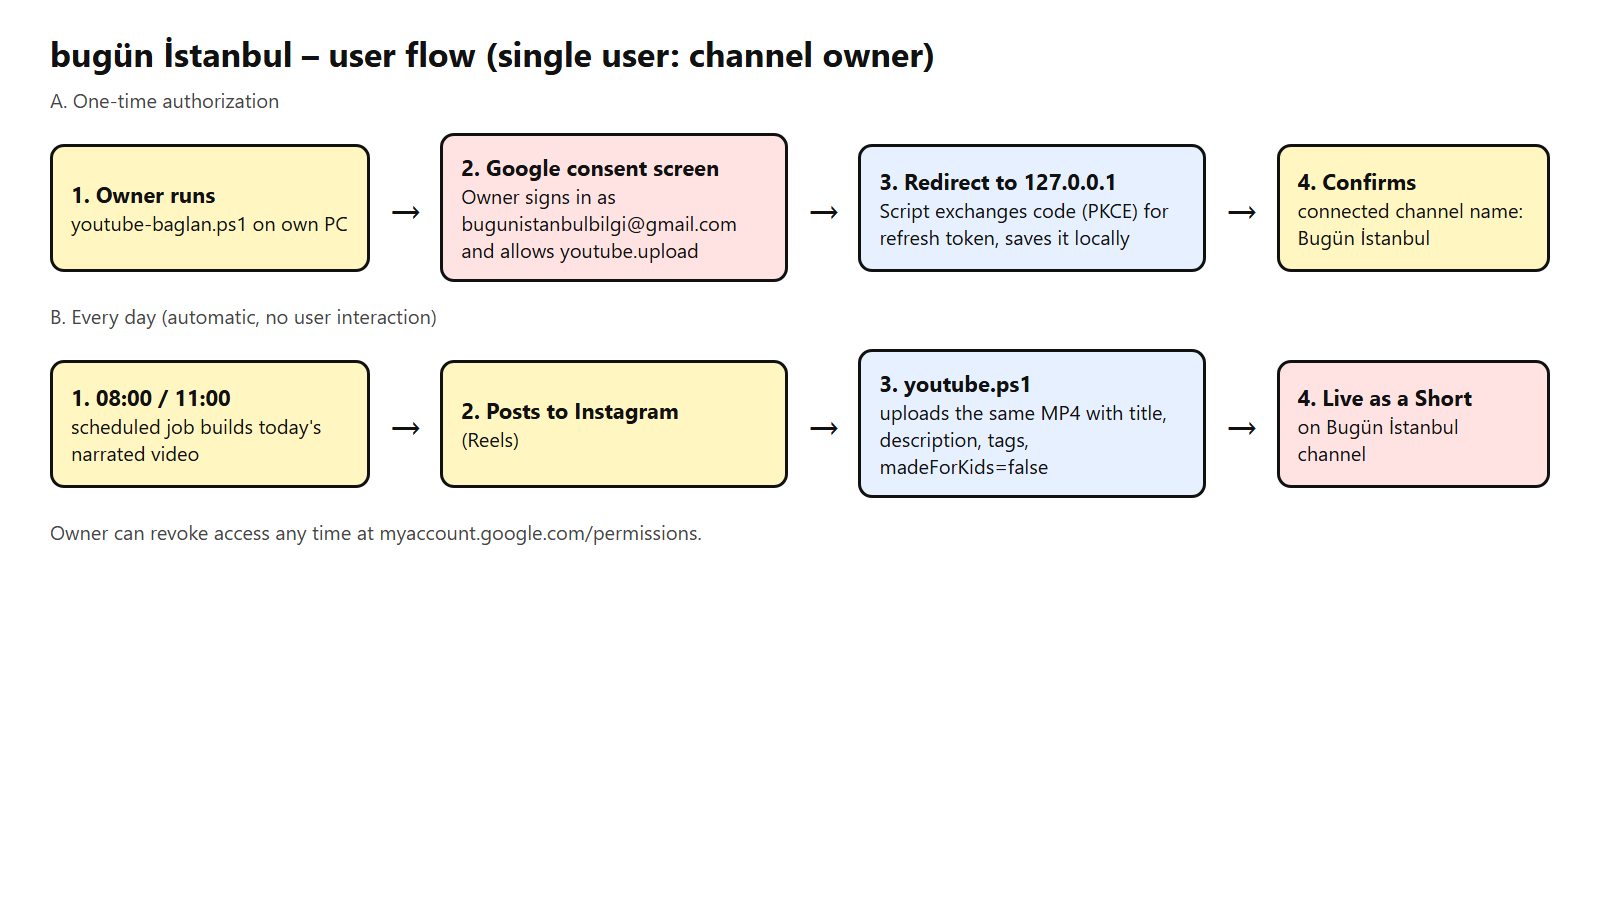 bugün İstanbul – user flow (single user: channel owner)
A. One-time authorization
1. Owner runs
youtube-baglan.ps1 on own PC
→
2. Google consent screen
Owner signs in as
bugunistanbulbilgi@gmail.com
and allows youtube.upload
→
3. Redirect to 127.0.0.1
Script exchanges code (PKCE) for
refresh token, saves it locally
→
4. Confirms
connected channel name:
Bugün İstanbul
B. Every day (automatic, no user interaction)
1. 08:00 / 11:00
scheduled job builds today's
narrated video
→
2. Posts to Instagram
(Reels)
→
3. youtube.ps1
uploads the same MP4 with title,
description, tags,
madeForKids=false
→
4. Live as a Short
on Bugün İstanbul
channel
Owner can revoke access any time at myaccount.google.com/permissions.